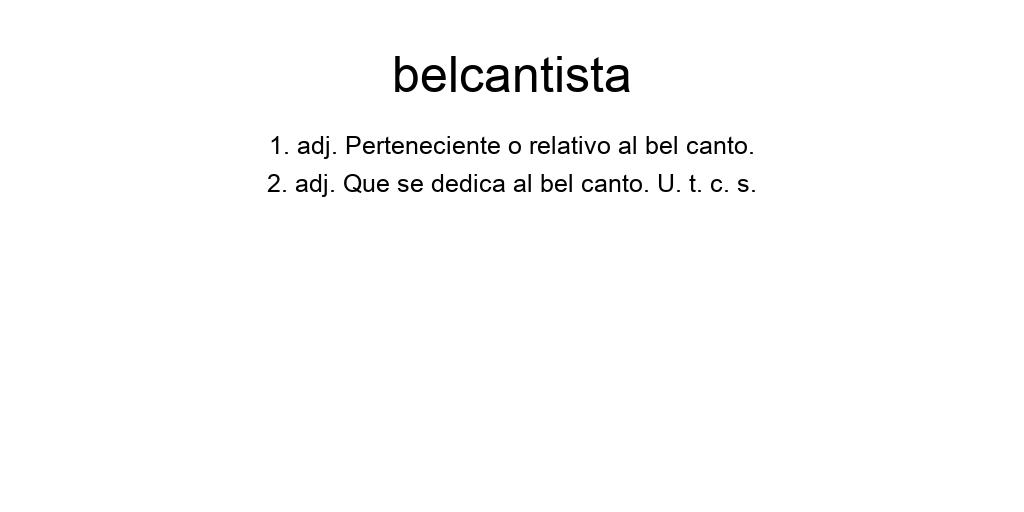 belcantista
1. adj. Perteneciente o relativo al bel canto.
2. adj. Que se dedica al bel canto. U. t. c. s.